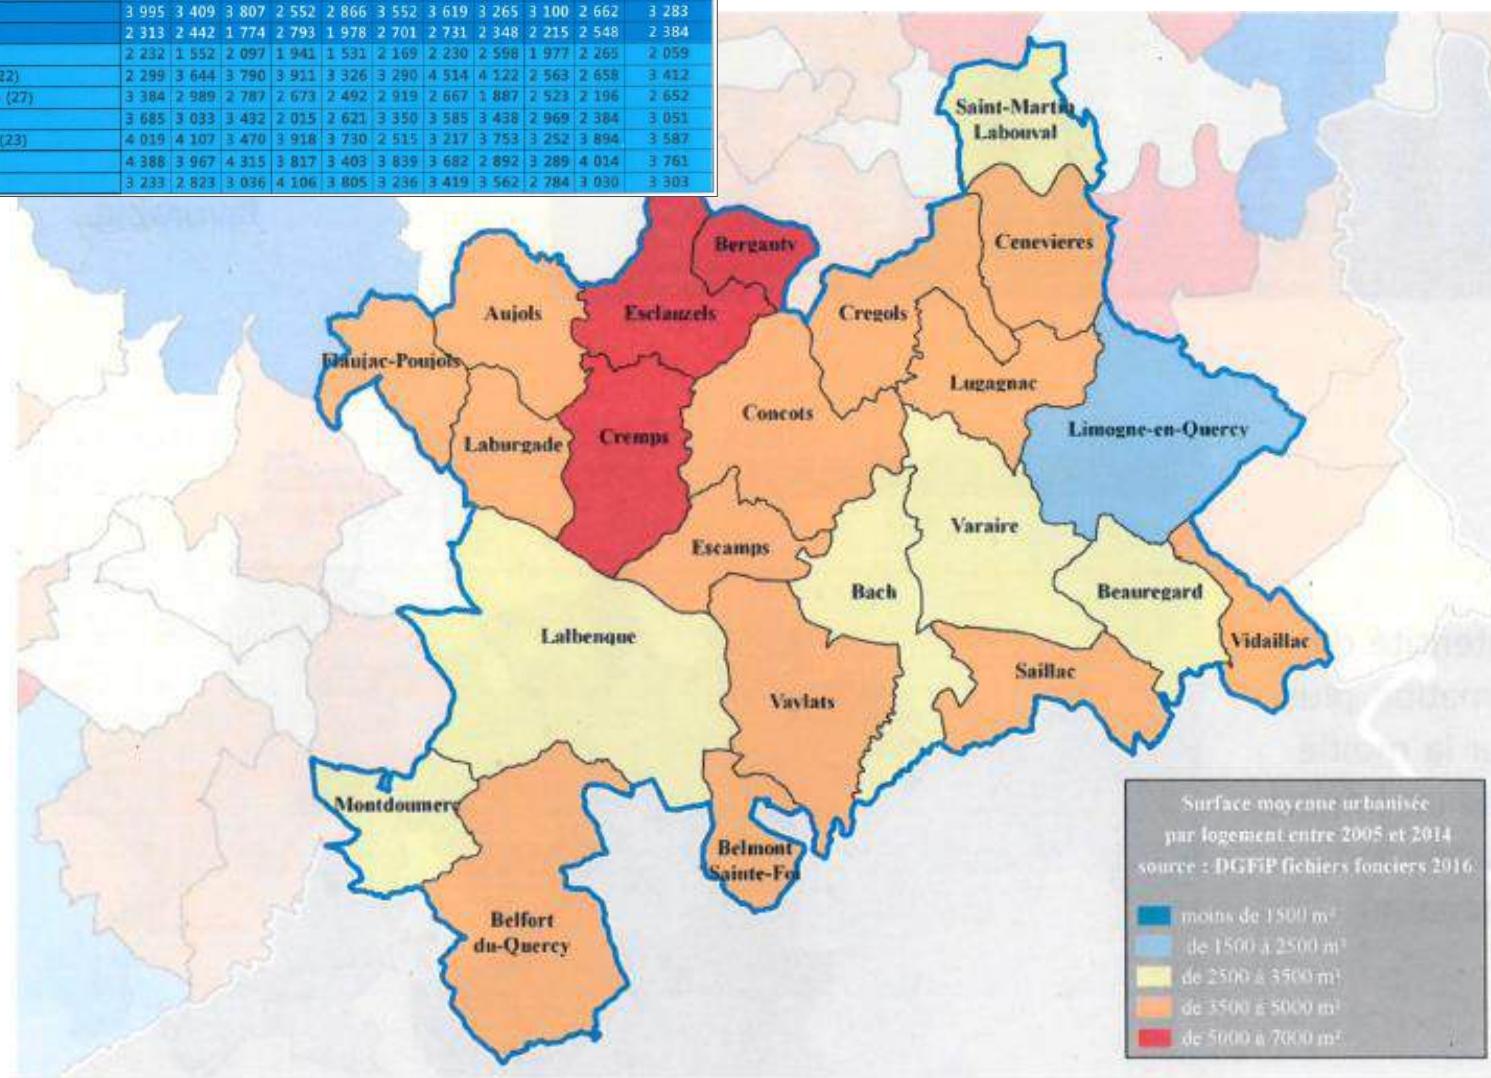 3 995 3 409 3 807 2 552 2 866 3 552 3 619 3 265 3 100 2 662 3 283
2 313 2 442 1 774 2 793 1 978 2 701 2 731 2 348 2 215 2 548 2 384
2 232 1 552 2 097 1 941 1 531 2 169 2 230 2 598 1 977 2 265 2 059
22) 2 299 3 644 3 790 3 911 3 326 3 290 4 514 4 122 2 563 2 658 3 412
(27) 3 384 2 989 2 787 2 673 2 492 2 919 2 667 1 887 2 523 2 196 2 652
3 685 3 033 3 432 2 015 2 621 3 350 3 585 3 438 2 969 2 384 3 051
(23) 4 019 4 107 3 470 3 918 3 730 2 515 3 217 3 753 3 252 3 894 3 587
4 388 3 967 4 315 3 817 3 403 3 839 3 682 2 892 3 289 4 014 3 761
3 233 2 823 3 036 4 106 3 805 3 236 3 419 3 562 2 784 3 030 3 303
Saint-Martin
Labouval
Berganty
Cenevieres
Aujols
Esclauzels
Cregols
Flaujac-Poujols
Lugagnac
Concots
Laburgade
Cremps
Limogne-en-Quercy
Varaire
Escamps
Bach
Beauregard
Lalbenque
Vidaillac
Saillac
Vaylats
Montdoumerc
Belmont
Sainte-Foi
Belfort
du-Quercy
Surface moyenne urbanisée
par logement entre 2005 et 2014
source : DGFiP fichiers fonciers 2016
moins de 1500 m²
de 1500 à 2500 m²
de 2500 à 3500 m²
de 3500 à 5000 m²
de 5000 à 7000 m²